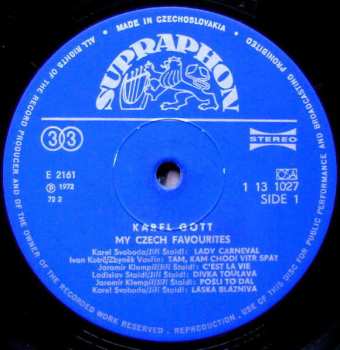 MADE IN CZECHOSLOVAKIA
ALL RIGHTS OF THE RECORD PRODUCER AND OF THE OWNER OF THE RECORDED WORK RESERVED - REPRODUCTION - USE OF THIS DISC FOR PUBLIC PERFORMANCE AND BROADCASTING PROHIBITED
SUPRAPHON
33
STEREO
E 2161
℗ 1972
72 2
1 13 1027
SIDE 1
KAREL GOTT
MY CZECH FAVOURITES
Karel Svoboda/Jiří Štaidl: LADY CARNEVAL
Ivan Kotrč/Zbyněk Vavřín: TAM, KAM CHODÍ VÍTR SPÁT
Jaromír Klempíř/Jiří Štaidl: C'EST LA VIE
Ladislav Štaidl/Jiří Štaidl: DÍVKA TOULAVÁ
Jaromír Klempíř/Jiří Štaidl: POŠLI TO DÁL
Karel Svoboda/Jiří Štaidl: LÁSKA BLÁZNIVÁ